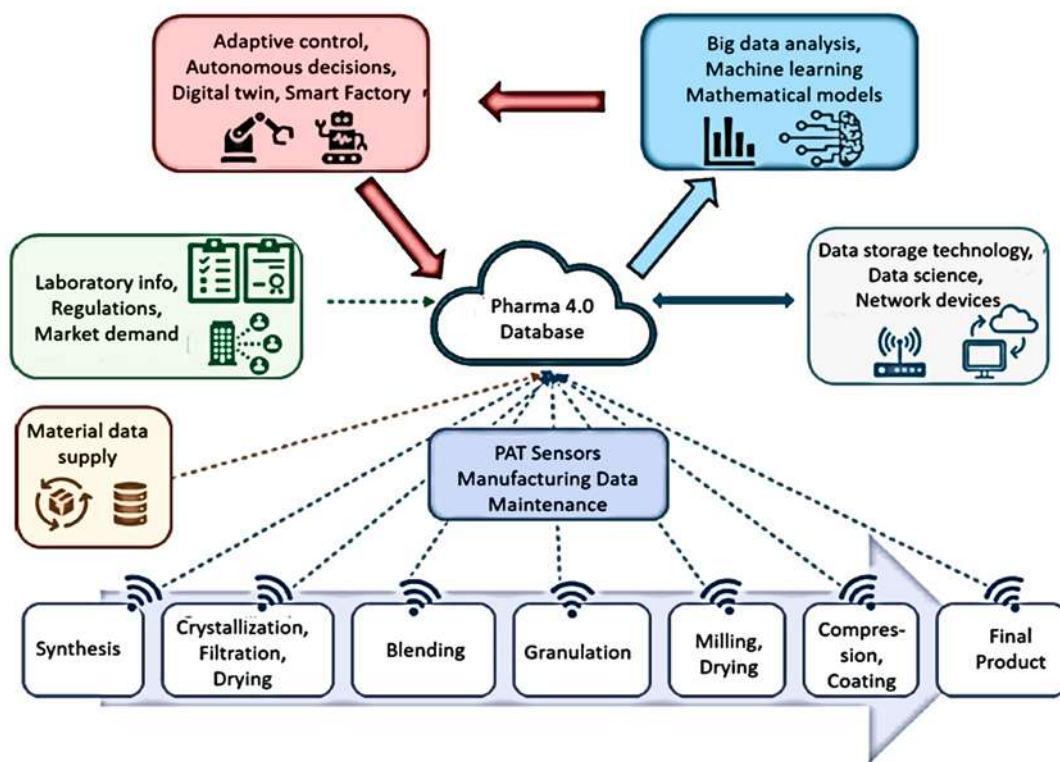 Adaptive control,
Autonomous decisions,
Digital twin, Smart Factory
Big data analysis,
Machine learning
Mathematical models
Laboratory info,
Regulations,
Market demand
Pharma 4.0
Database
Data storage technology,
Data science,
Network devices
Material data
supply
PAT Sensors
Manufacturing Data
Maintenance
Synthesis
Crystallization,
Filtration,
Drying
Blending
Granulation
Milling,
Drying
Compres-
sion,
Coating
Final
Product